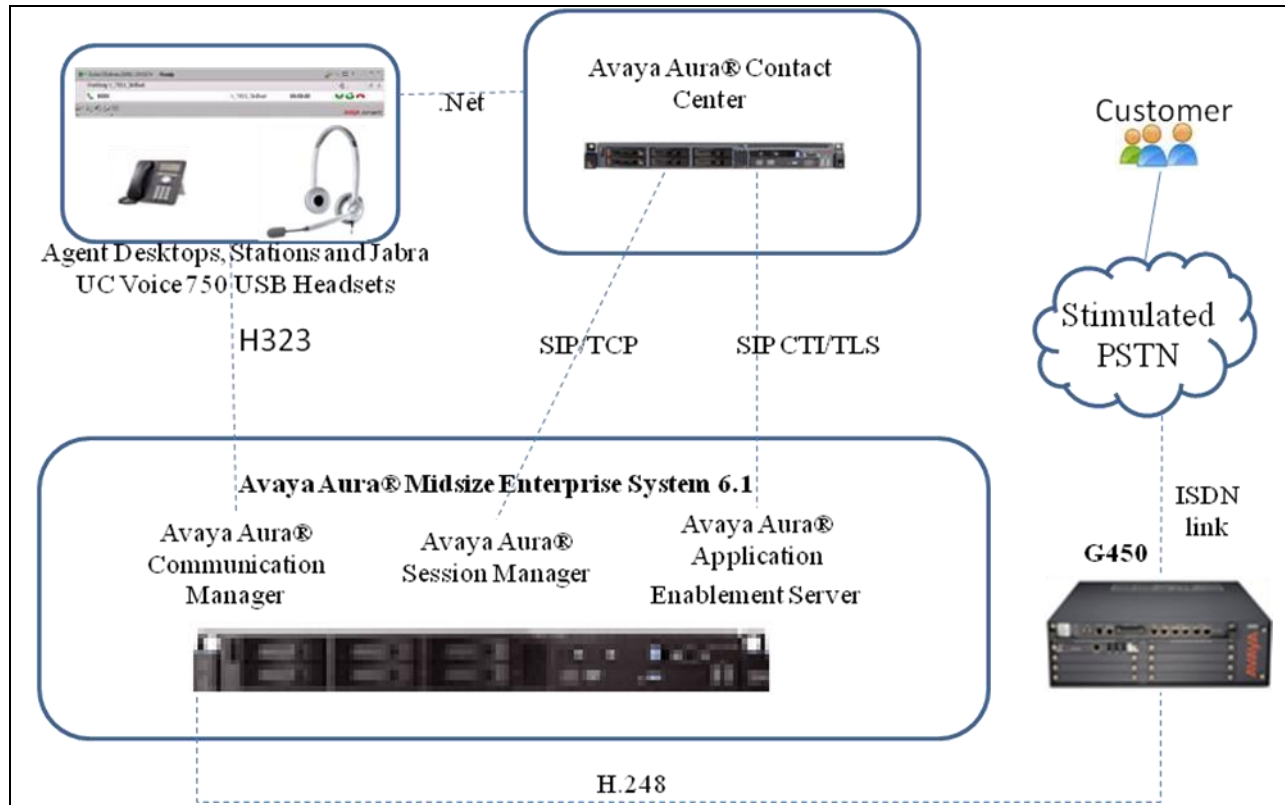 .Net
Avaya Aura® Contact
Center
Customer
Agent Desktops, Stations and Jabra
UC Voice 750 USB Headsets
H323
SIP/TCP
SIP CTI/TLS
Stimulated
PSTN
Avaya Aura® Midsize Enterprise System 6.1
Avaya Aura®
Communication
Manager
Avaya Aura®
Session Manager
Avaya Aura®
Application
Enablement Server
ISDN
link
G450
AVAYA
H.248